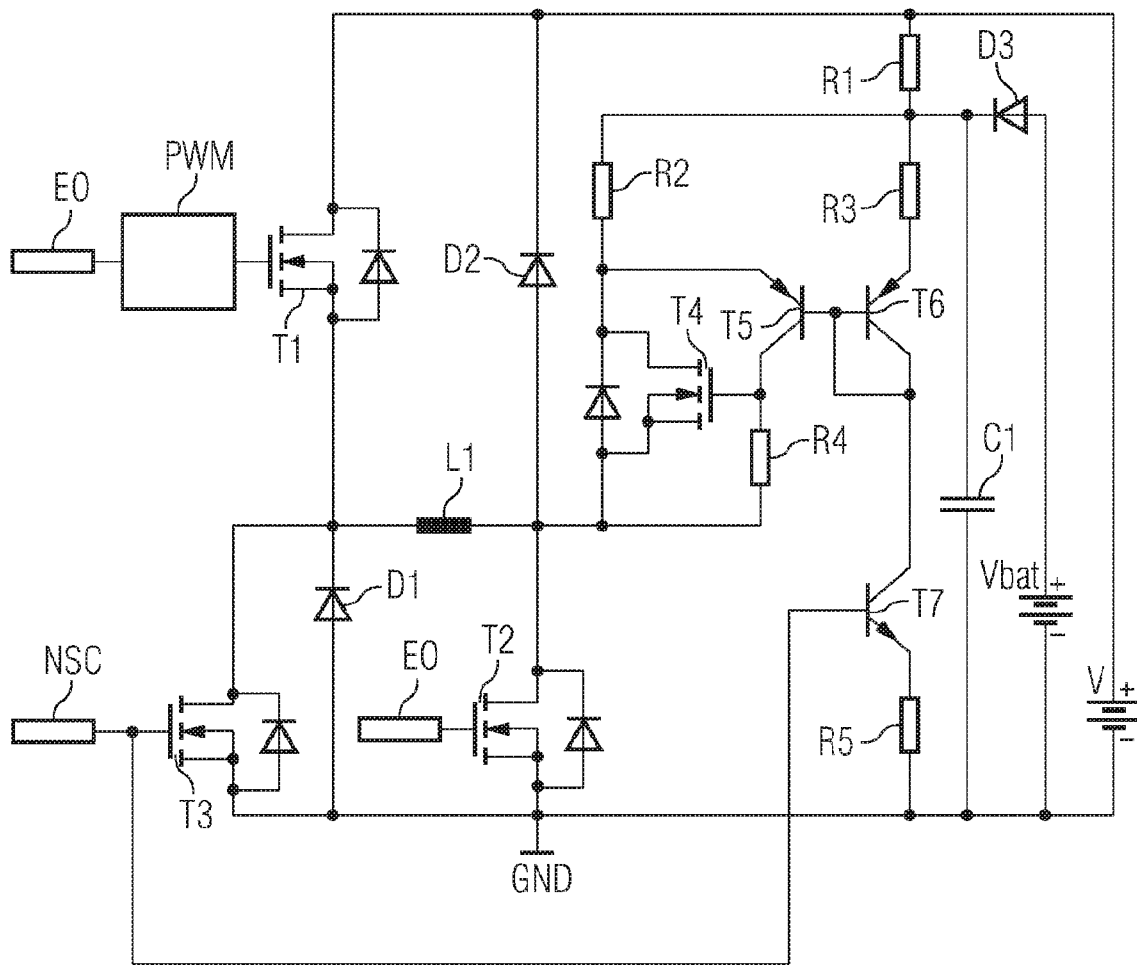 R1
D3
PWM
E0
R2
R3
D2
T4
T5
T6
T1
R4
C1
L1
D1
Vbat
+
-
T7
T2
E0
NSC
V
+
-
R5
T3
GND